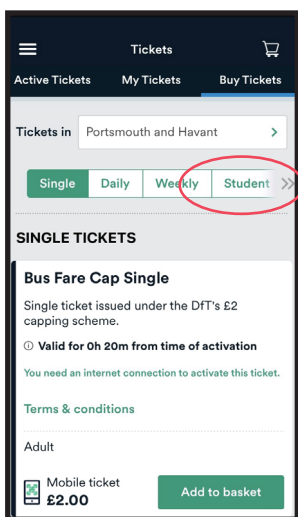 Tickets
Active Tickets My Tickets Buy Tickets
Tickets in Portsmouth and Havant >
Single Daily Weekly Student »
SINGLE TICKETS
Bus Fare Cap Single
Single ticket issued under the DfT's £2
capping scheme.
Valid for 0h 20m from time of activation
You need an internet connection to activate this ticket.
Terms & conditions
Adult
Mobile ticket
£2.00
Add to basket